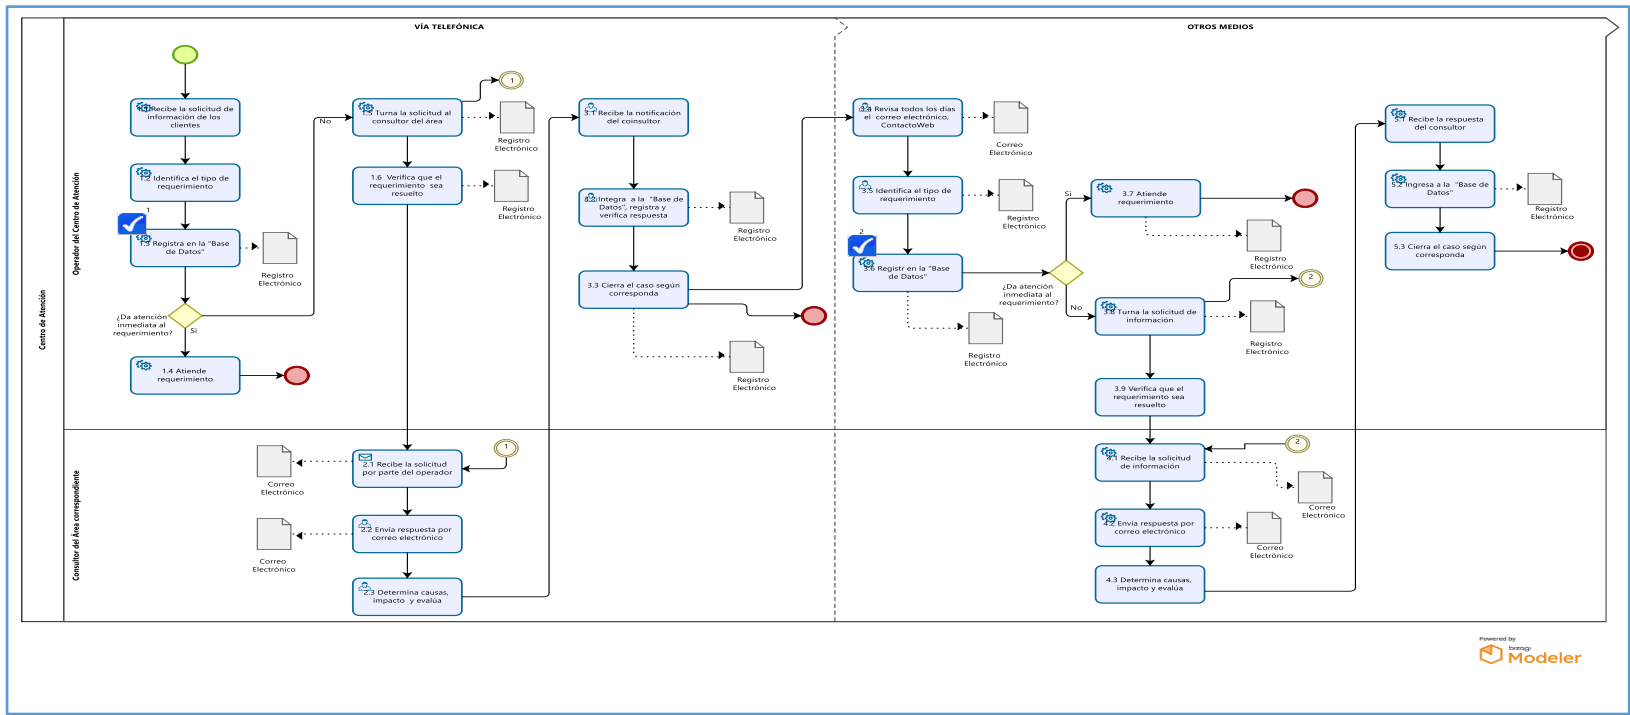 VÍA TELEFÓNICA
OTROS MEDIOS
Centro de Atención
Operador del Centro de Atención
Consultor del Área correspondiente
1.1 Recibe la solicitud de
información de los
clientes
1.2 Identifica el tipo de
requerimiento
1
1.3 Registra en la "Base
de Datos"
Registro
Electrónico
¿Da atención
inmediata al
requerimiento?
Si
No
1.4 Atiende
requerimiento
1
1.5 Turna la solicitud al
consultor del área
Registro
Electrónico
1.6 Verifica que el
requerimiento sea
resuelto
Registro
Electrónico
3.1 Recibe la notificación
del coinsultor
3.2 Integra a la "Base de
Datos", registra y
verifica respuesta
Registro
Electrónico
3.3 Cierra el caso según
corresponda
Registro
Electrónico
3.4 Revisa todos los días
el correo electrónico,
ContactoWeb
Correo
Electrónico
3.5 Identifica el tipo de
requerimiento
Registro
Electrónico
2
3.6 Registr en la "Base
de Datos"
Registro
Electrónico
¿Da atención
inmediata al
requerimiento?
Si
No
3.7 Atiende
requerimiento
Registro
Electrónico
2
3.8 Turna la solicitud de
información
Registro
Electrónico
3.9 Verifica que el
requerimiento sea
resuelto
5.1 Recibe la respuesta
del consultor
5.2 Ingresa a la "Base de
Datos"
Registro
Electrónico
5.3 Cierra el caso según
corresponda
1
2.1 Recibe la solicitud
por parte del operador
Correo
Electrónico
2.2 Envía respuesta por
correo electrónico
Correo
Electrónico
2.3 Determina causas,
impacto y evalúa
2
4.1 Recibe la solicitud
de información
Correo
Electrónico
4.2 Envía respuesta por
correo electrónico
Correo
Electrónico
4.3 Determina causas,
impacto y evalúa
Powered by
bizagi
Modeler